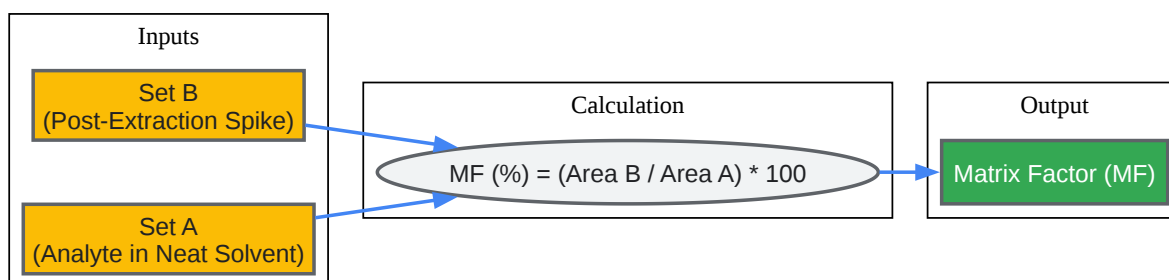 Inputs
Set B
(Post-Extraction Spike)
Set A
(Analyte in Neat Solvent)
Calculation
MF (%) = (Area B / Area A) * 100
Output
Matrix Factor (MF)